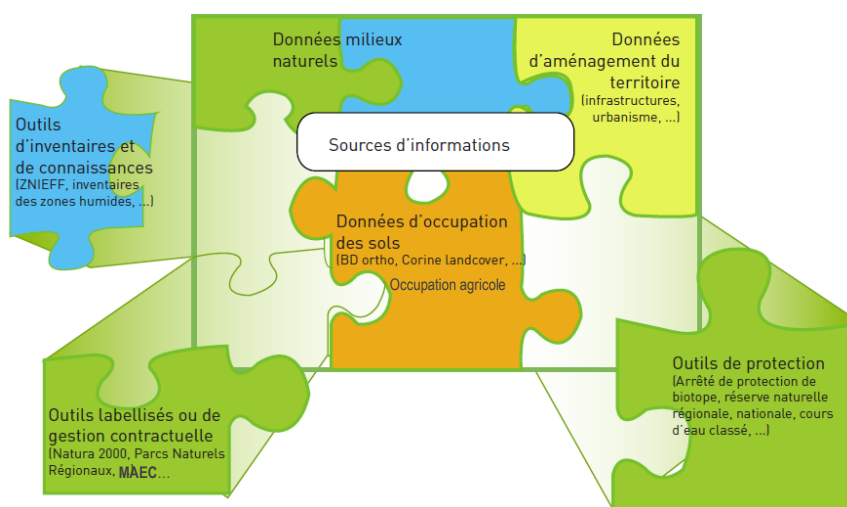 Données milieux
naturels
Données
d'aménagement du
territoire
(infrastructures,
urbanisme, ...)
Outils
d'inventaires et
de connaissances
(ZNIEFF, inventaires
des zones humides, ...)
Sources d'informations
Données d'occupation
des sols
(BD ortho, Corine landcover, ...)
Occupation agricole
Outils de protection
(Arrêté de protection de
biotope, réserve naturelle
régionale, nationale, cours
d'eau classé, ...)
Outils labellisés ou de
gestion contractuelle
(Natura 2000, Parcs Naturels
Régionaux, MAEC...